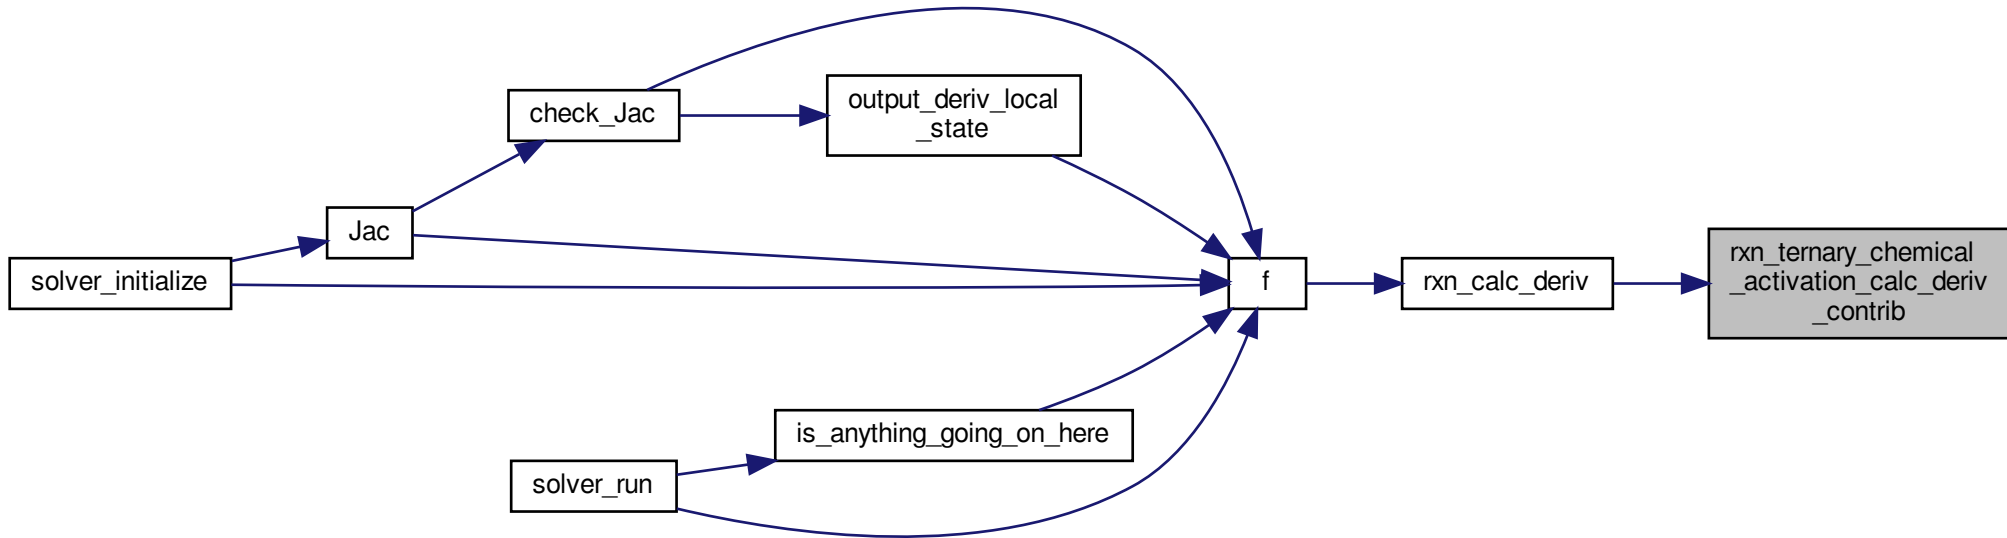 check_Jac
output_deriv_local
_state
Jac
solver_initialize
f
rxn_calc_deriv
rxn_ternary_chemical
_activation_calc_deriv
_contrib
is_anything_going_on_here
solver_run